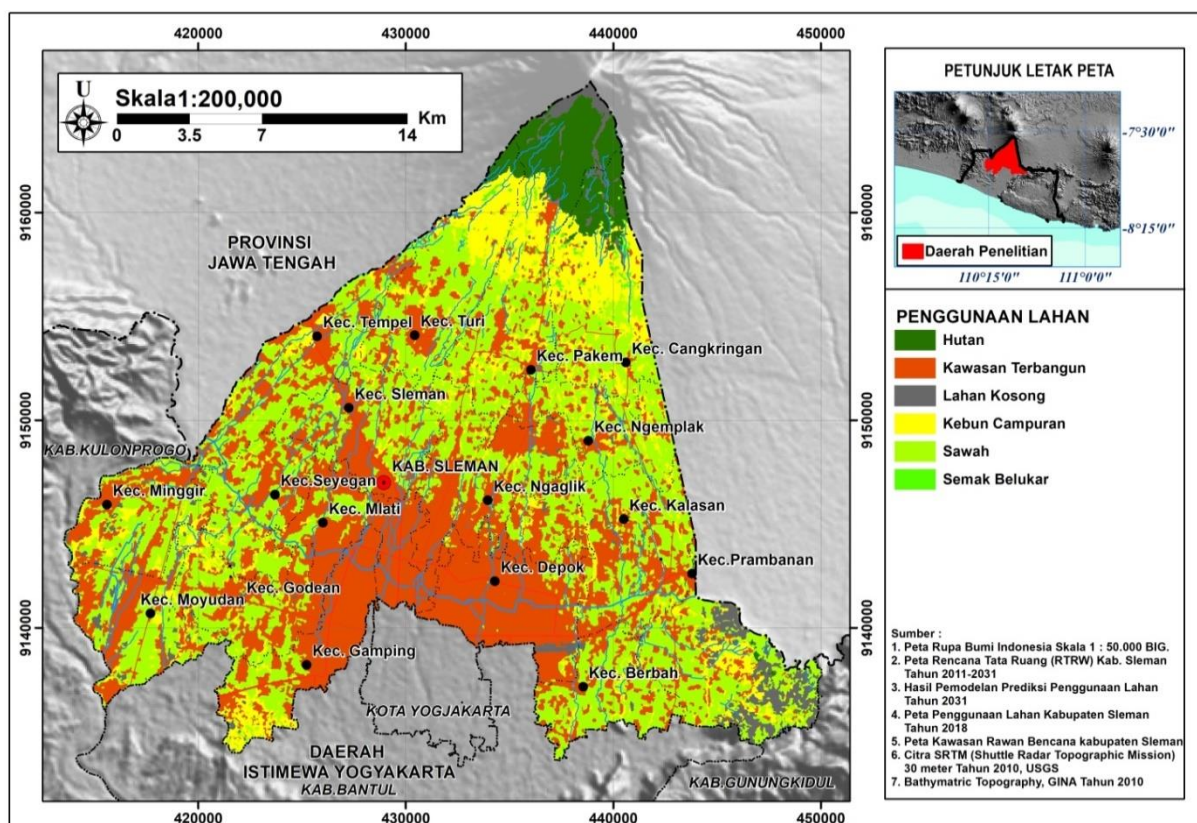 420000
430000
440000
450000
U
Skala1:200,000
0
3.5
7
14
Km
9160000
9150000
9140000
PROVINSI
JAWA TENGAH
Kec. Tempel
Kec. Turi
Kec. Pakem
Kec. Cangkringan
Kec. Sleman
Kec. Ngemplak
KAB.KULONPROGO
KAB. SLEMAN
Kec. Minggir
Kec.Seyegan
Kec. Ngaglik
Kec. Mlati
Kec. Kalasan
Kec.Prambanan
Kec. Depok
Kec. Godean
Kec. Moyudan
Kec. Gamping
Kec. Berbah
KOTA YOGJAKARTA
DAERAH
ISTIMEWA YOGYAKARTA
KAB.BANTUL
KAB.GUNUNGKIDUL
9160000
9150000
9140000
420000
430000
440000
450000
PETUNJUK LETAK PETA
-7°30'0"
-8°15'0"
Daerah Penelitian
110°15'0"
111°0'0"
PENGGUNAAN LAHAN
Hutan
Kawasan Terbangun
Lahan Kosong
Kebun Campuran
Sawah
Semak Belukar
Sumber :
1. Peta Rupa Bumi Indonesia Skala 1 : 50.000 BIG.
2. Peta Rencana Tata Ruang (RTRW) Kab. Sleman
Tahun 2011-2031
3. Hasil Pemodelan Prediksi Penggunaan Lahan
Tahun 2031
4. Peta Penggunaan Lahan Kabupaten Sleman
Tahun 2018
5. Peta Kawasan Rawan Bencana kabupaten Sleman
6. Citra SRTM (Shuttle Radar Topographic Mission)
30 meter Tahun 2010, USGS
7. Bathymatric Topography, GINA Tahun 2010